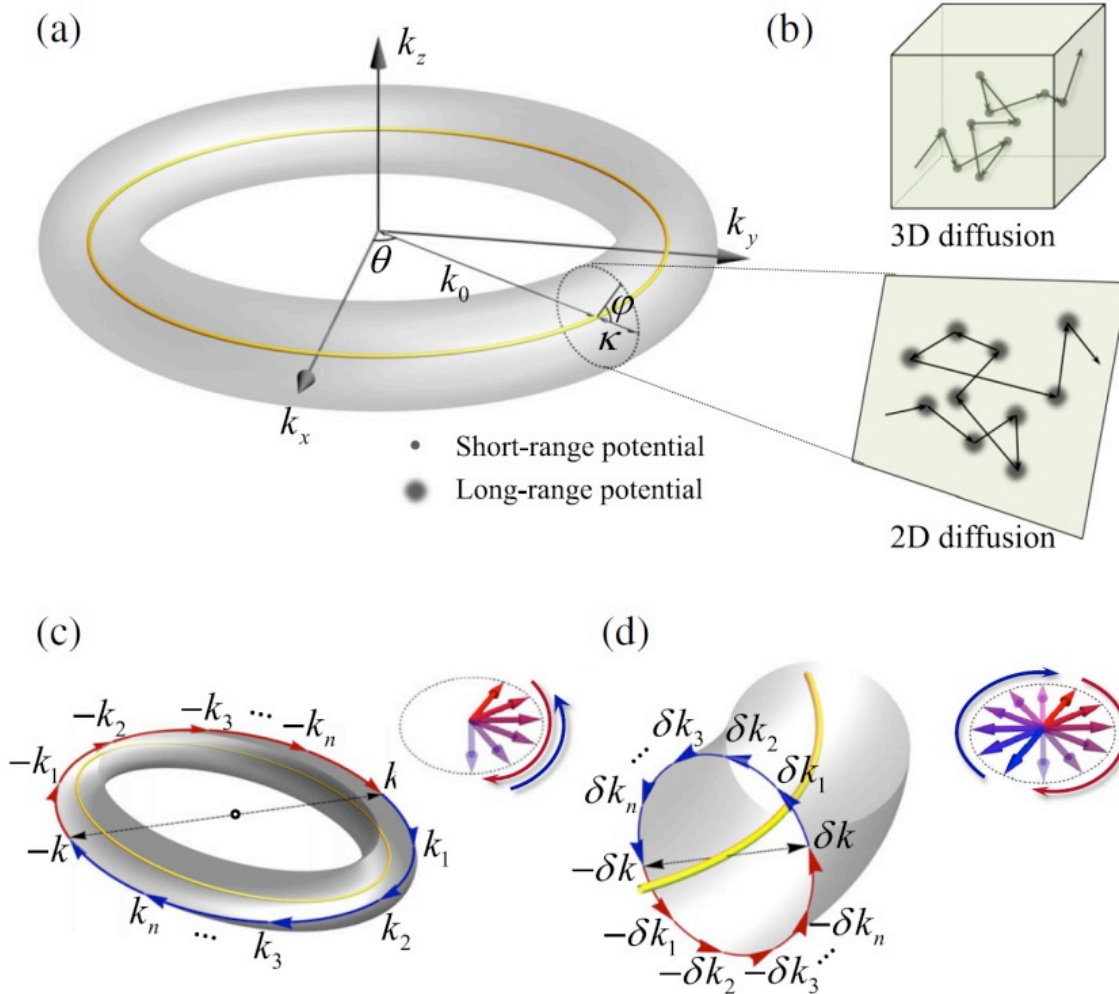 (a)
k_z
k_y
θ
k_0
φ
κ
k_x
Short-range potential
Long-range potential
(b)
3D diffusion
2D diffusion
(c)
-k_1
-k_2
-k_3
...
-k_n
k
-k
k_1
k_n
...
k_3
k_2
(d)
δk_3
δk_2
...
δk_1
δk_n
δk
-δk
-δk_1
-δk_n
-δk_2
-δk_3
...